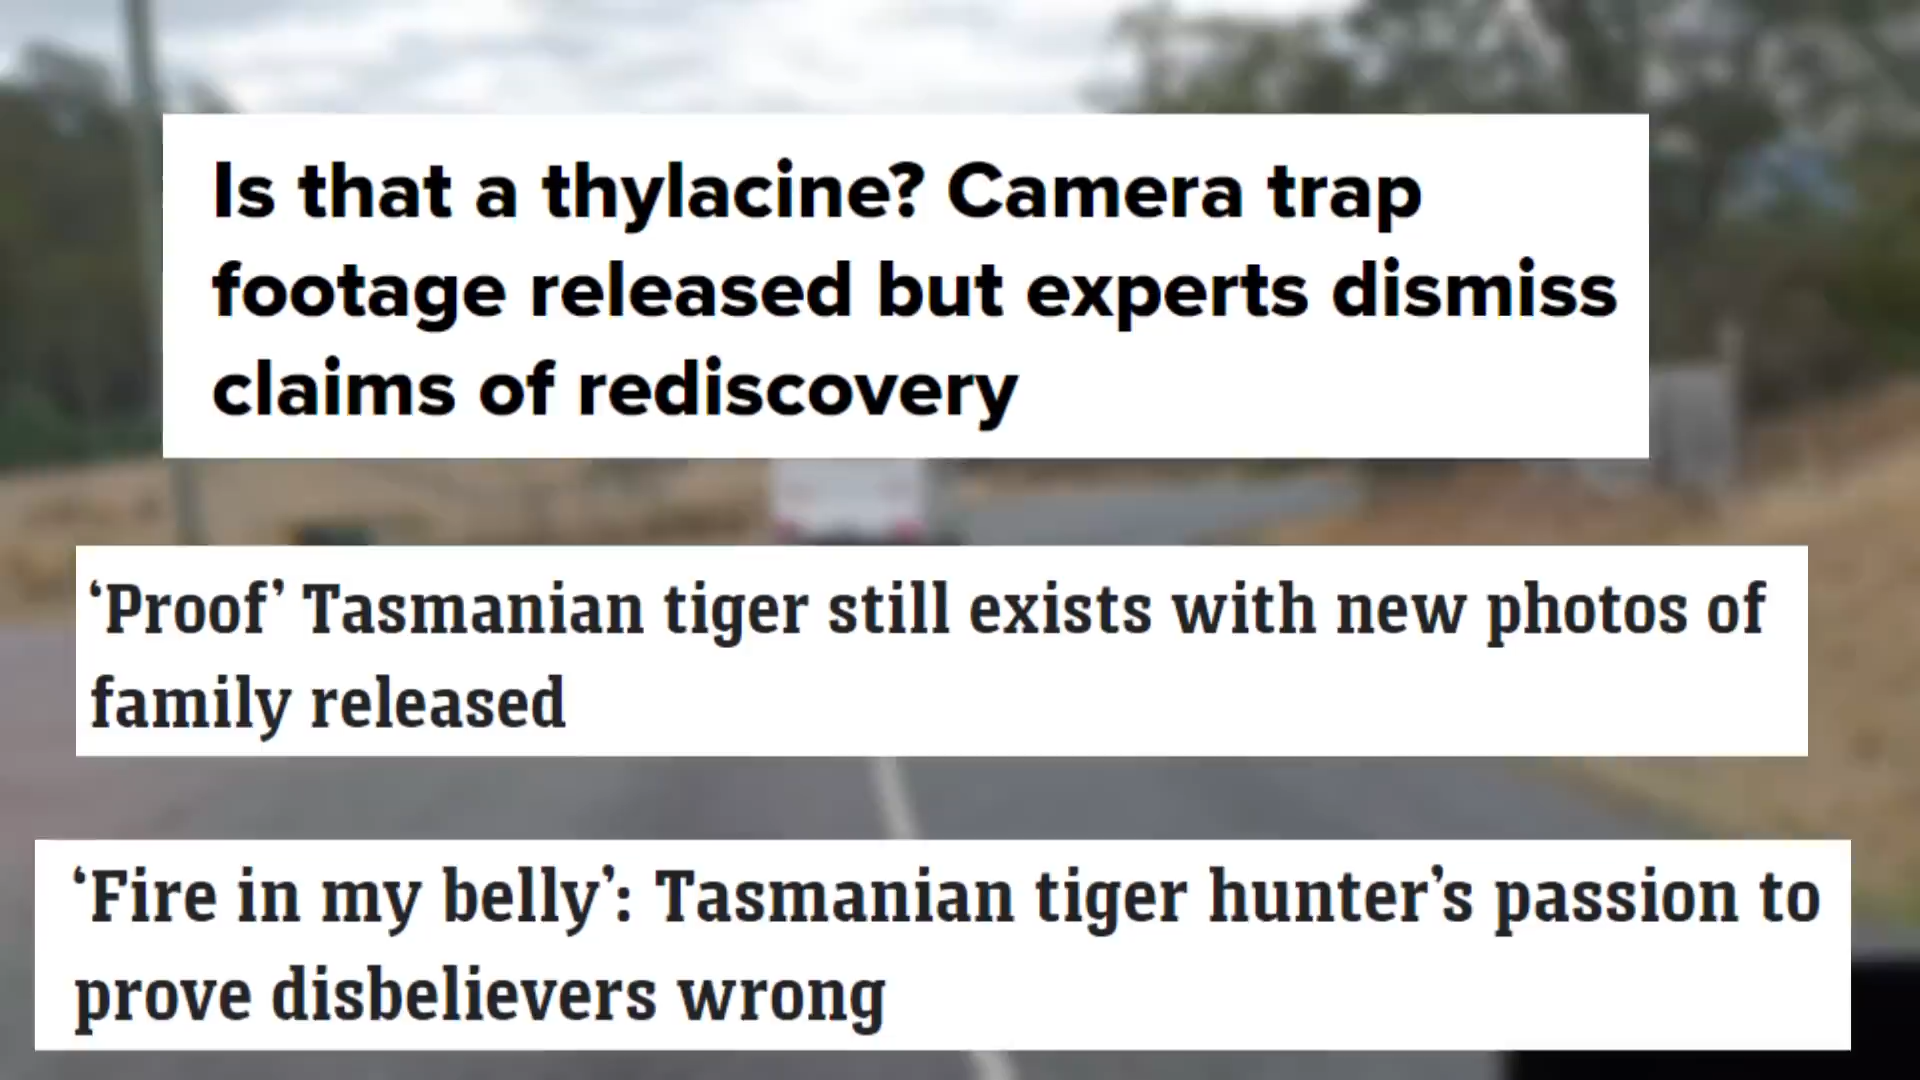 Is that a thylacine? Camera trap
footage released but experts dismiss
claims of rediscovery
‘Proof’ Tasmanian tiger still exists with new photos of
family released
‘Fire in my belly’: Tasmanian tiger hunter’s passion to
prove disbelievers wrong